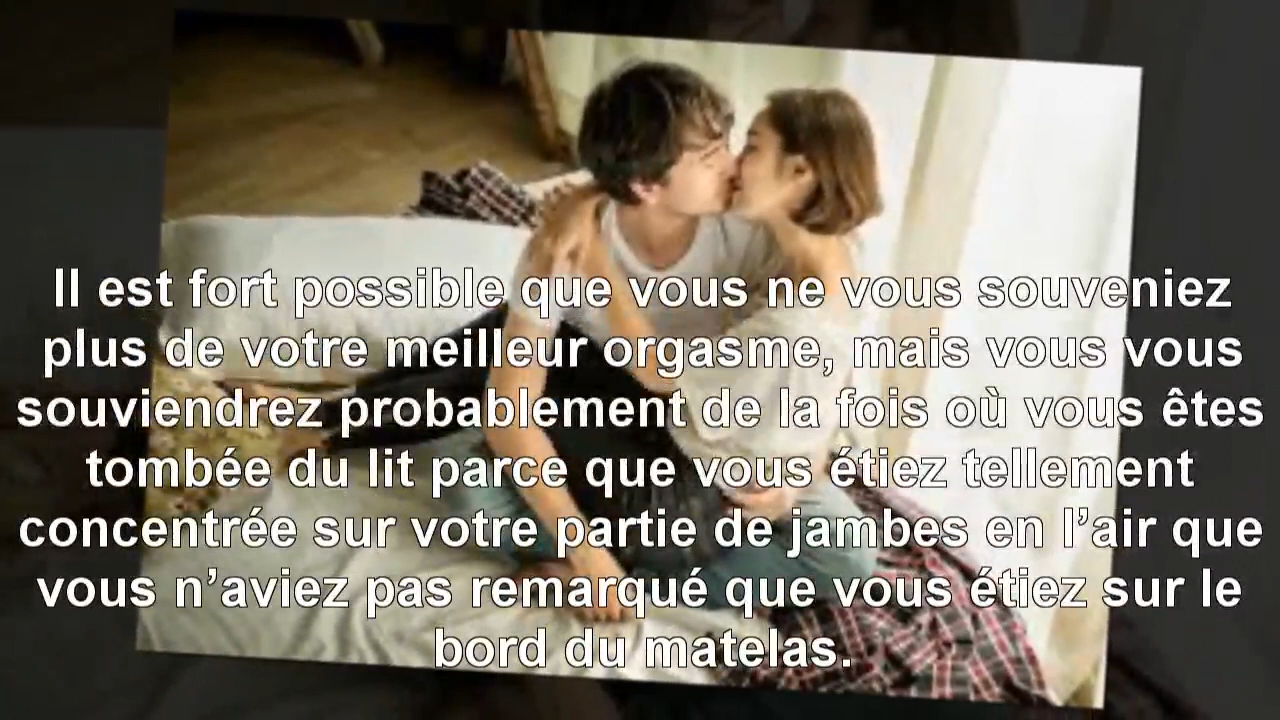 Il est fort possible que vous ne vous souveniez
plus de votre meilleur orgasme, mais vous vous
souviendrez probablement de la fois où vous êtes
tombée du lit parce que vous étiez tellement
concentrée sur votre partie de jambes en l’air que
vous n’aviez pas remarqué que vous étiez sur le
bord du matelas.